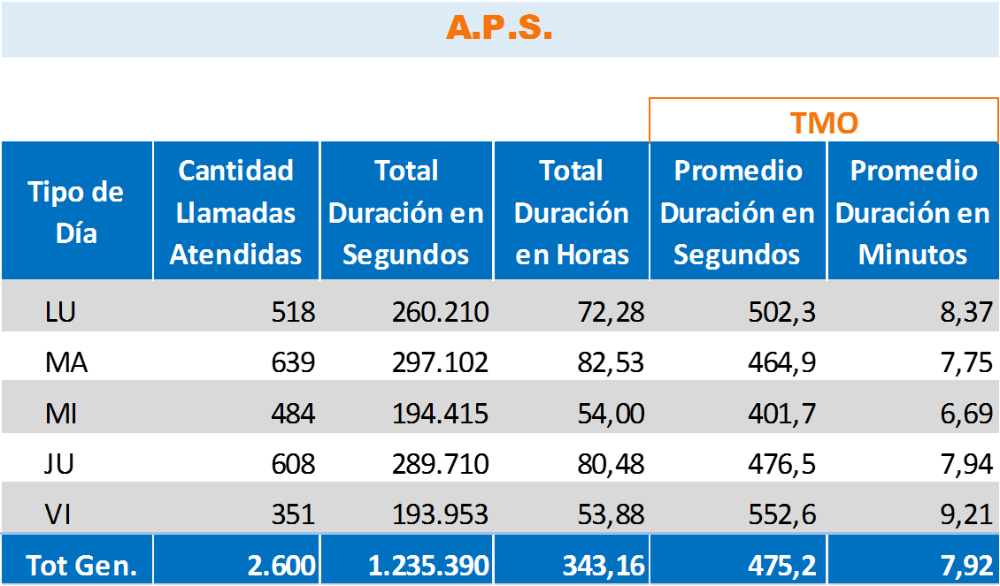 A.P.S.
TMO
Tipo de Día Cantidad Llamadas Atendidas Total Duración en Segundos Total Duración en Horas Promedio Duración en Segundos Promedio Duración en Minutos
LU 518 260.210 72,28 502,3 8,37
MA 639 297.102 82,53 464,9 7,75
MI 484 194.415 54,00 401,7 6,69
JU 608 289.710 80,48 476,5 7,94
VI 351 193.953 53,88 552,6 9,21
Tot Gen. 2.600 1.235.390 343,16 475,2 7,92